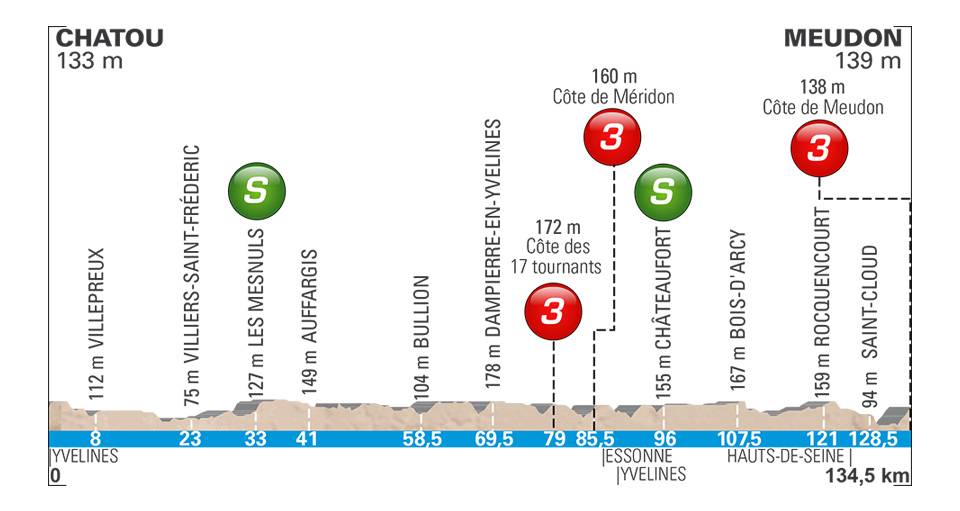 CHATOU
133 m
MEUDON
139 m
112 m VILLEPREUX
75 m VILLIERS-SAINT-FRÉDERIC
S
127 m LES MESNULS
149 m AUFFARGIS
104 m BULLION
178 m DAMPIERRE-EN-YVELINES
172 m
Côte des
17 tournants
3
160 m
Côte de Méridon
3
S
155 m CHÂTEAUFORT
167 m BOIS-D'ARCY
138 m
Côte de Meudon
3
159 m ROCQUENCOURT
94 m SAINT-CLOUD
8
23
33
41
58,5
69,5
79
85,5
96
107,5
121
128,5
|YVELINES
|ESSONNE
|YVELINES
HAUTS-DE-SEINE|
0
134,5 km